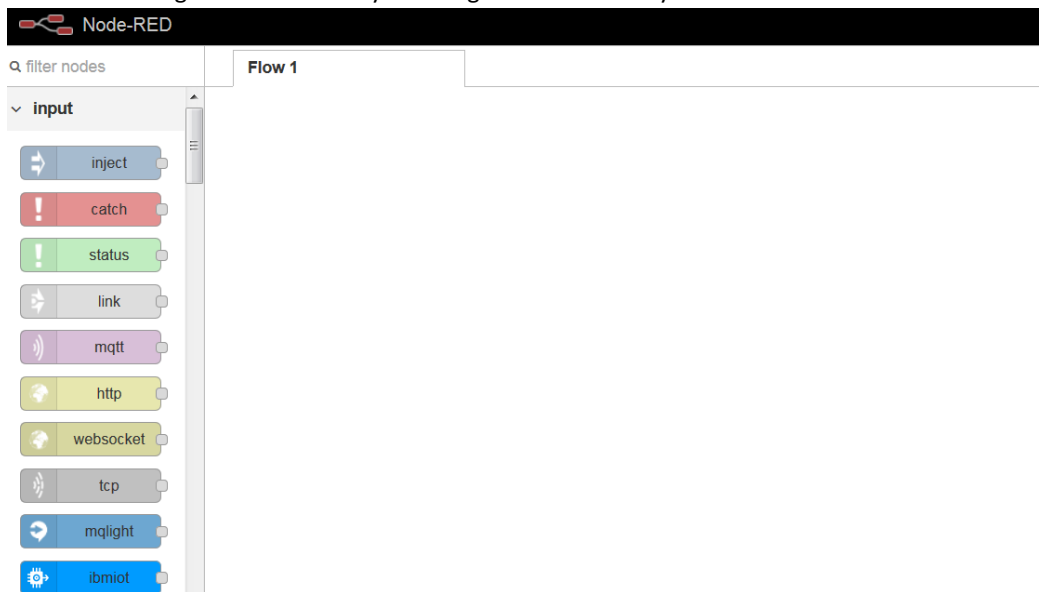 Node-RED
filter nodes
Flow 1
input
inject
catch
status
link
mqtt
http
websocket
tcp
mqlight
ibmiot